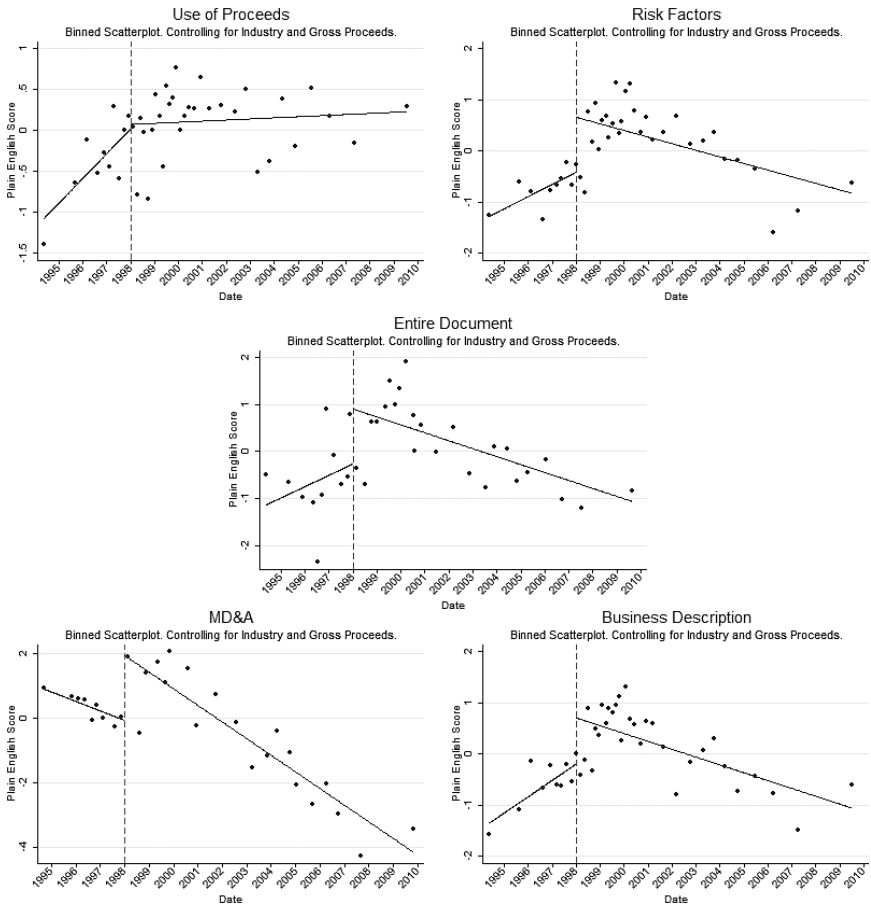 Use of Proceeds
Binned Scatterplot. Controlling for Industry and Gross Proceeds.
Plain English Score
1
.5
0
-.5
-1
-1.5
1995 1996 1997 1998 1999 2000 2001 2002 2003 2004 2005 2006 2007 2008 2009 2010
Date
Risk Factors
Binned Scatterplot. Controlling for Industry and Gross Proceeds.
Plain English Score
2
1
0
-1
-2
1995 1996 1997 1998 1999 2000 2001 2002 2003 2004 2005 2006 2007 2008 2009 2010
Date
Entire Document
Binned Scatterplot. Controlling for Industry and Gross Proceeds.
Plain English Score
2
1
0
-1
-2
1995 1996 1997 1998 1999 2000 2001 2002 2003 2004 2005 2006 2007 2008 2009 2010
Date
MD&A
Binned Scatterplot. Controlling for Industry and Gross Proceeds.
Plain English Score
2
0
-2
-4
1995 1996 1997 1998 1999 2000 2001 2002 2003 2004 2005 2006 2007 2008 2009 2010
Date
Business Description
Binned Scatterplot. Controlling for Industry and Gross Proceeds.
Plain English Score
2
1
0
-1
-2
1995 1996 1997 1998 1999 2000 2001 2002 2003 2004 2005 2006 2007 2008 2009 2010
Date